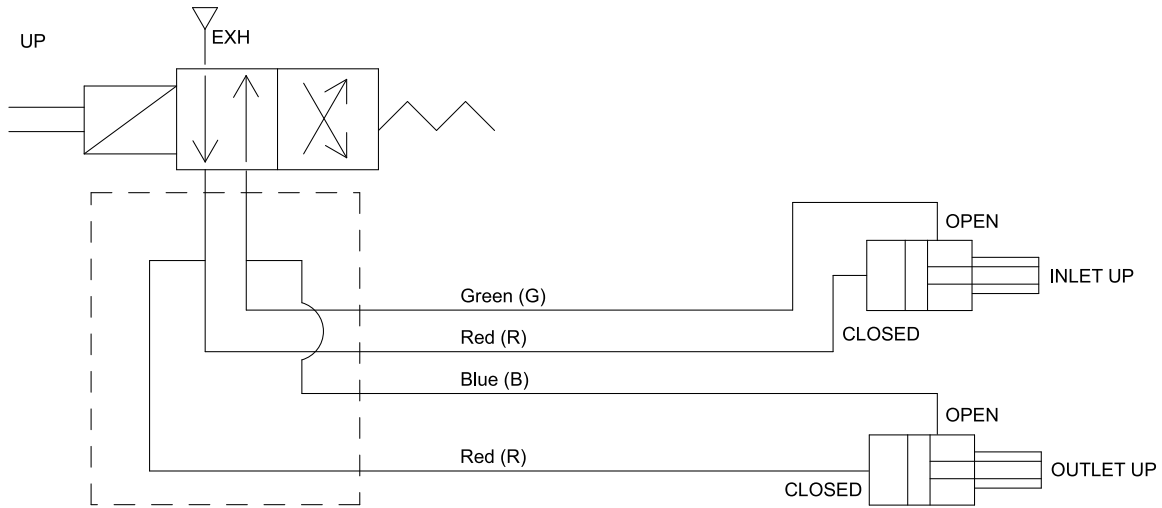 UP
EXH
OPEN
INLET UP
Green (G)
Red (R)
CLOSED
Blue (B)
OPEN
Red (R)
OUTLET UP
CLOSED